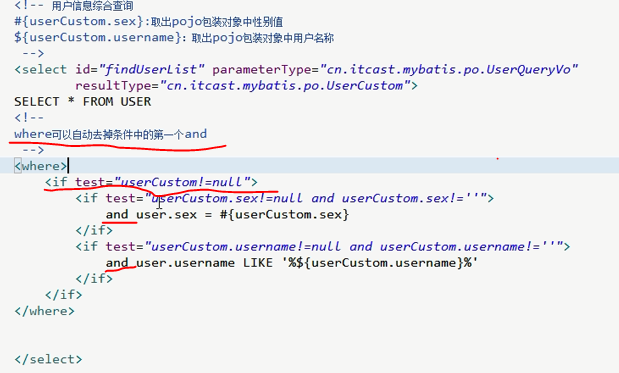 <!-- 用户信息综合查询
#{userCustom.sex}:取出pojo包装对象中性别值
${userCustom.username}：取出pojo包装对象中用户名称
-->
<select id="findUserList" parameterType="cn.itcast.mybatis.po.UserQueryVo"
resultType="cn.itcast.mybatis.po.UserCustom">
SELECT * FROM USER
<!--
where可以自动去掉条件中的第一个and
-->
<where>
<if test="userCustom!=null">
<if test="userCustom.sex!=null and userCustom.sex!=''">
and user.sex = #{userCustom.sex}
</if>
<if test="userCustom.username!=null and userCustom.username!=''">
and user.username LIKE '%${userCustom.username}%'
</if>
</if>
</where>
</select>